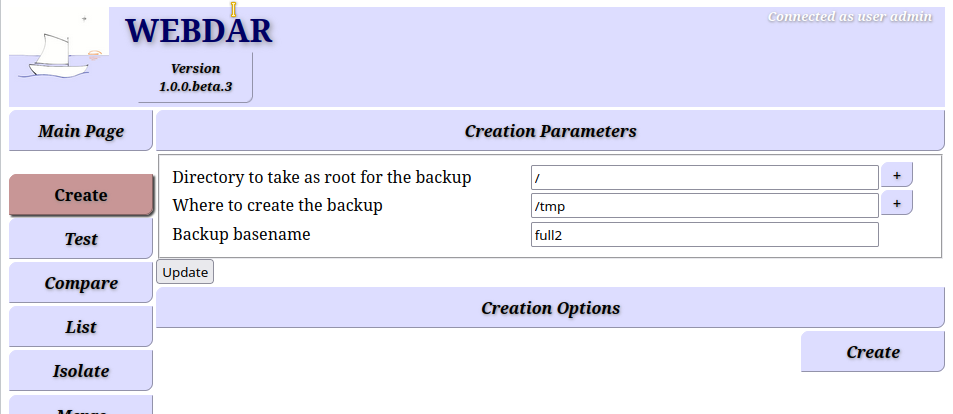 WEBDAR
Connected as user admin
Version
1.0.0.beta.3
Main Page
Creation Parameters
Directory to take as root for the backup
/
+
Create
Where to create the backup
/tmp
+
Test
Backup basename
full2
Update
Compare
Creation Options
List
Create
Isolate
Merge